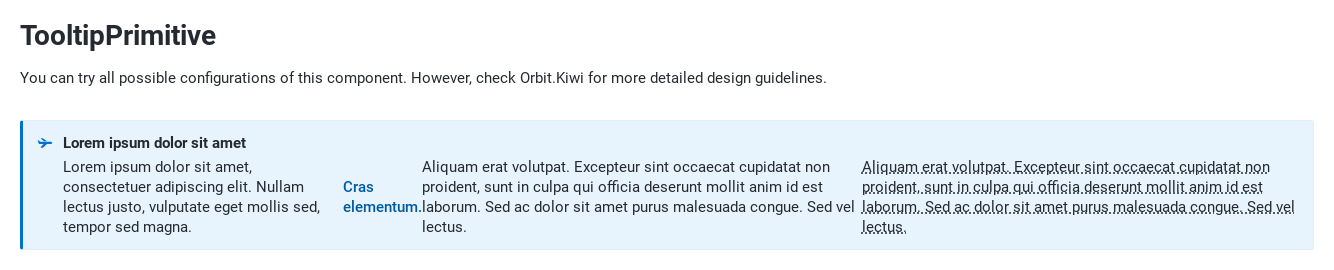 TooltipPrimitive
You can try all possible configurations of this component. However, check Orbit.Kiwi for more detailed design guidelines.
Lorem ipsum dolor sit amet
Lorem ipsum dolor sit amet,
consectetuer adipiscing elit. Nullam
lectus justo, vulputate eget mollis sed,
tempor sed magna.
Cras
elementum.
Aliquam erat volutpat. Excepteur sint occaecat cupidatat non
proident, sunt in culpa qui officia deserunt mollit anim id est
laborum. Sed ac dolor sit amet purus malesuada congue. Sed vel
lectus.
Aliquam erat volutpat. Excepteur sint occaecat cupidatat non
proident, sunt in culpa qui officia deserunt mollit anim id est
laborum. Sed ac dolor sit amet purus malesuada congue. Sed vel
lectus.